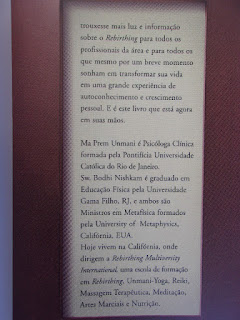 trouxesse mais luz e informação
sobre o Rebirthing para todos os
profissionais da área e para todos os
que mesmo por um breve momento
sonham em transformar sua vida
em uma grande experiência de
autoconhecimento e crescimento
pessoal. E é este livro que está agora
em suas mãos.
Ma Prem Unmani é Psicóloga Clínica
formada pela Pontifícia Universidade
Católica do Rio de Janeiro.
Sw. Bodhi Nishkam é graduado em
Educação Física pela Universidade
Gama Filho, RJ, e ambos são
Ministros em Metafísica formados
pela University of Metaphysics,
Califórnia, EUA.
Hoje vivem na Califórnia, onde
dirigem a Rebirthing Multiversity
International, uma escola de formação
em Rebirthing, Unmani-Yoga, Reiki,
Massagem Terapêutica, Meditação,
Artes Marciais e Nutrição.